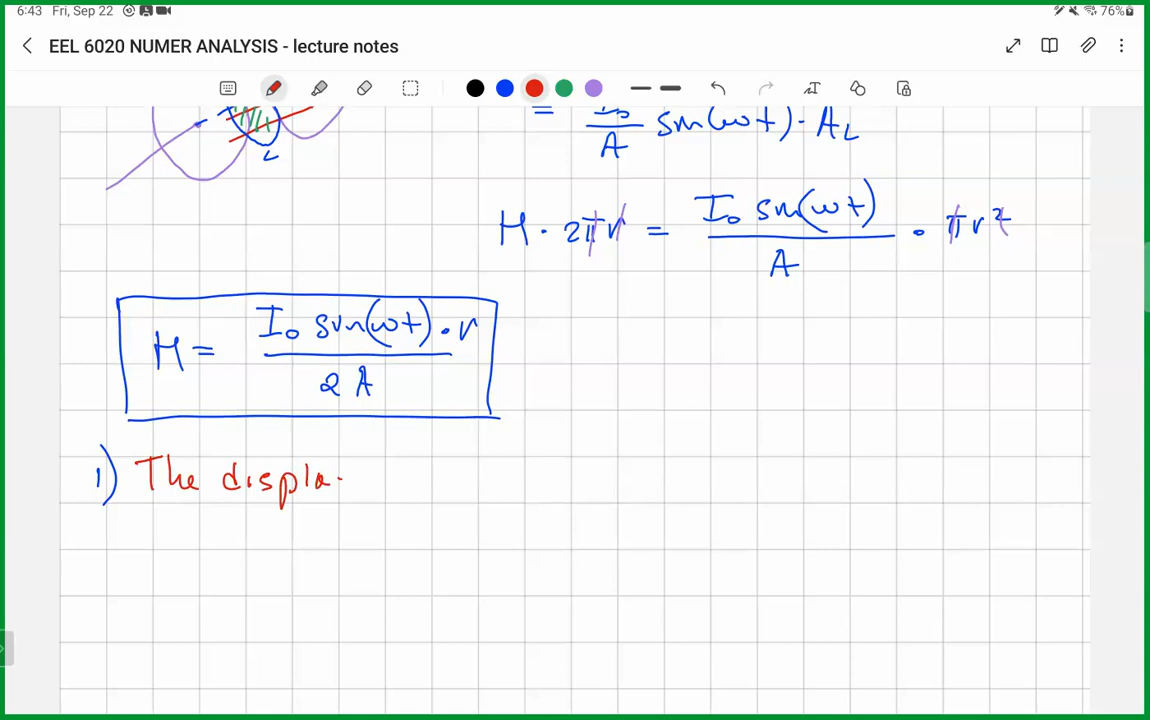 6:43 Fri, Sep 22 76%
EEL 6020 NUMER ANALYSIS - lecture notes
= I₀/A sin(ωt) · A_L
L
H · 2πr = I₀ sin(ωt)/A · πr²
H = I₀ sin(ωt) · r / 2A
1) The displa